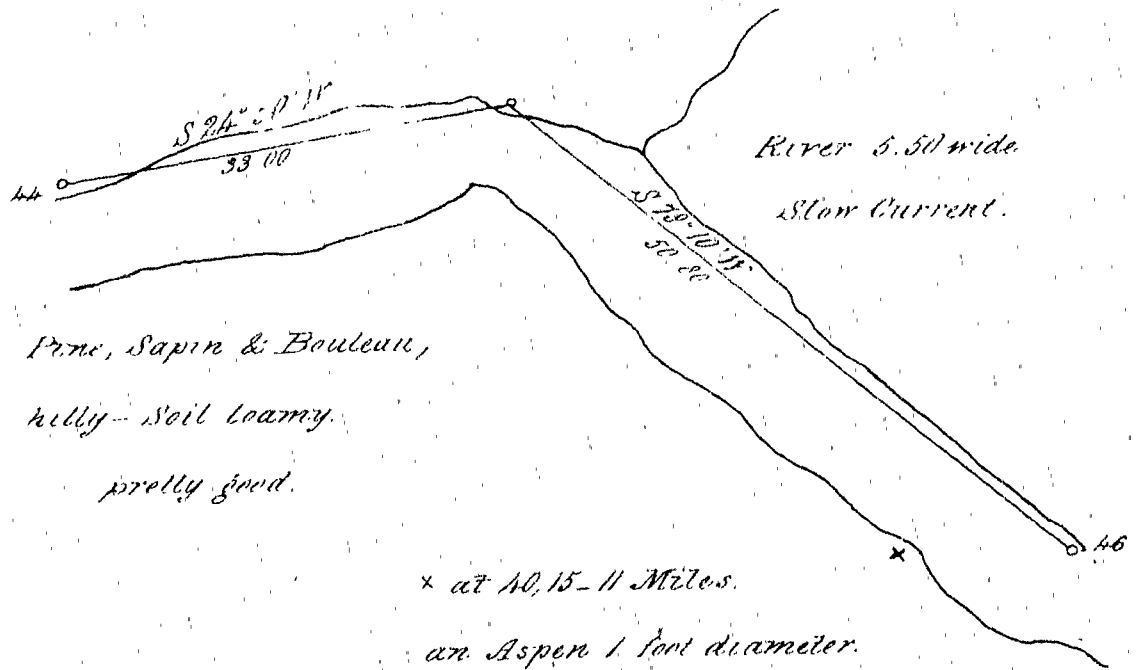 S 24° 50' W
33 00
44
River 5.50 wide.
Slow Current.
S 79° 10' W
50 00
Pine, Sapin & Bouleau,
hilly - Soil loamy.
pretty good.
46
x at 40,15 - 11 Miles.
an Aspen 1 foot diameter.